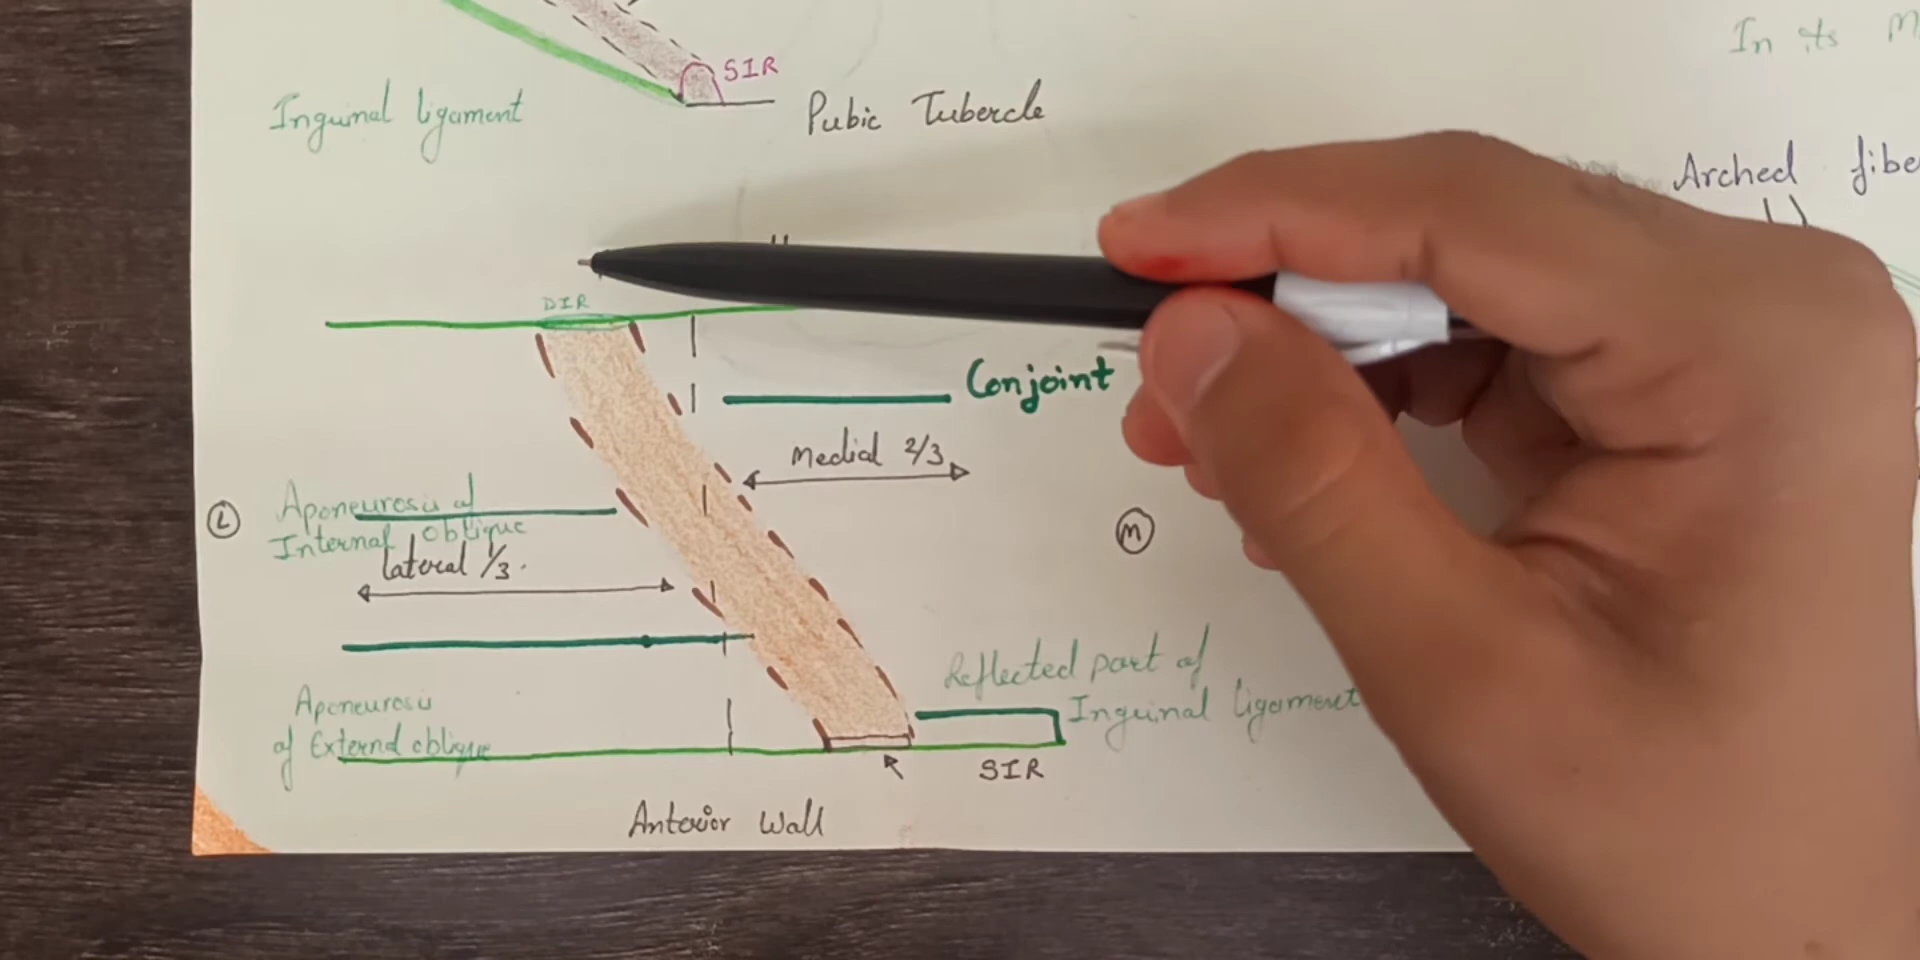 In its
SIR
Inguinal ligament
Pubic Tubercle
Arched
DIR
Conjoint
Medial 2/3
Aponeurosis of
Internal oblique
L
M
lateral 1/3.
Reflected part of
Inguinal ligament
Aponeurosis
of External oblique
SIR
Anterior Wall